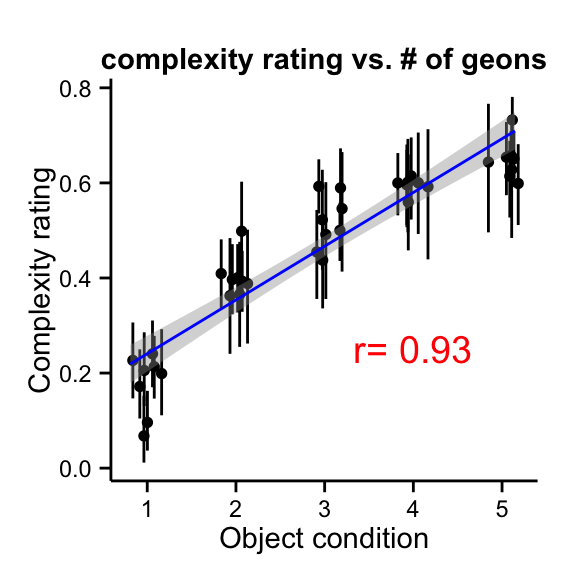 complexity rating vs. # of geons
Complexity rating
0.8
0.6
0.4
0.2
0.0
r= 0.93
1 2 3 4 5
Object condition